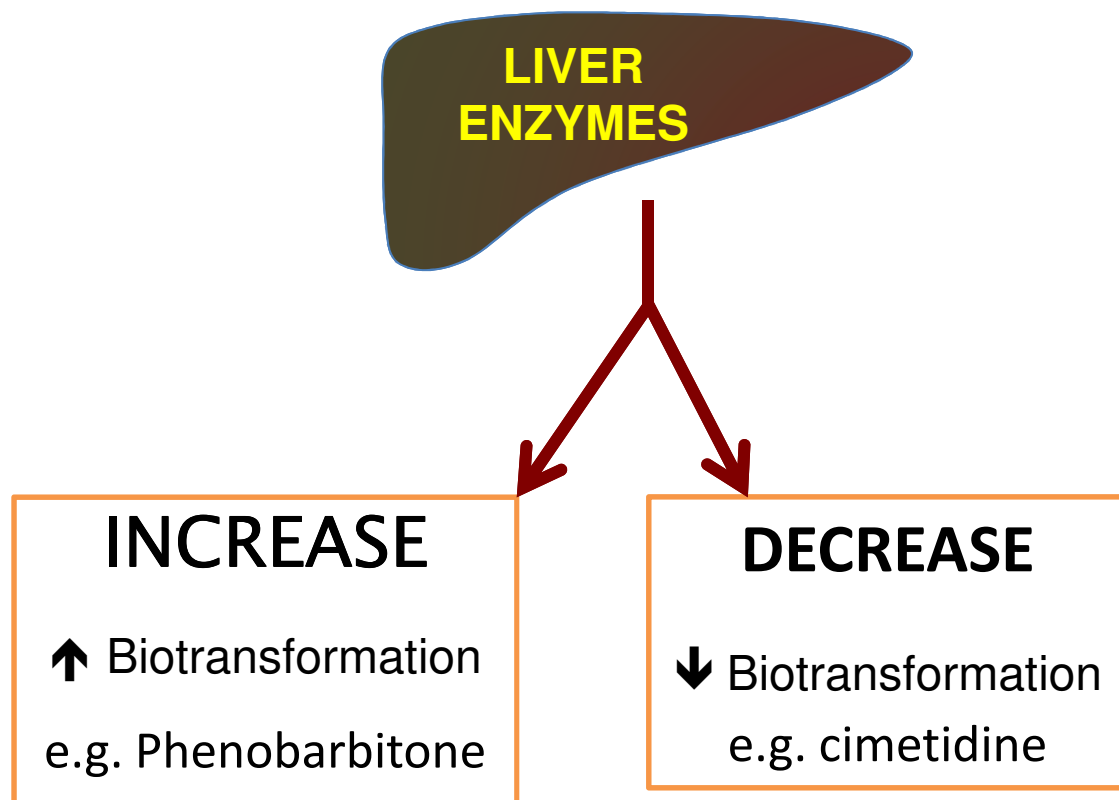 LIVER
ENZYMES
INCREASE
🡩 Biotransformation
e.g. Phenobarbitone
DECREASE
🡫 Biotransformation
e.g. cimetidine